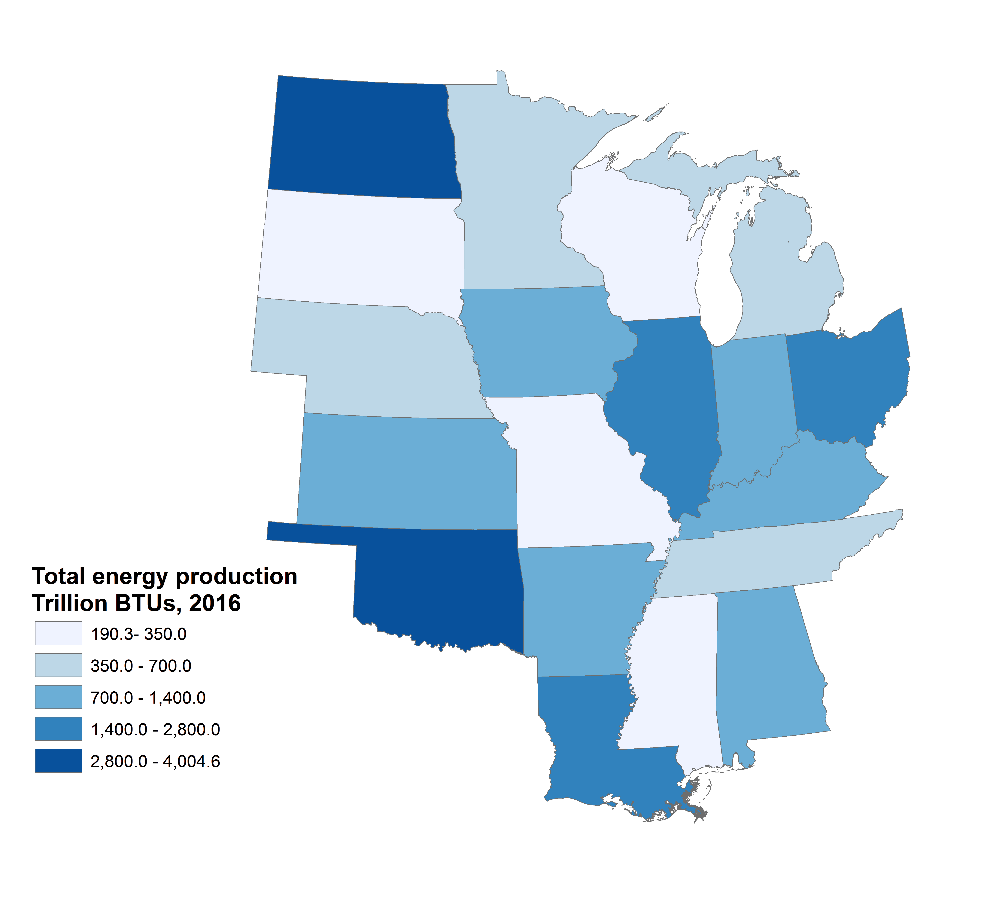 Total energy production
Trillion BTUs, 2016
190.3- 350.0
350.0 - 700.0
700.0 - 1,400.0
1,400.0 - 2,800.0
2,800.0 - 4,004.6